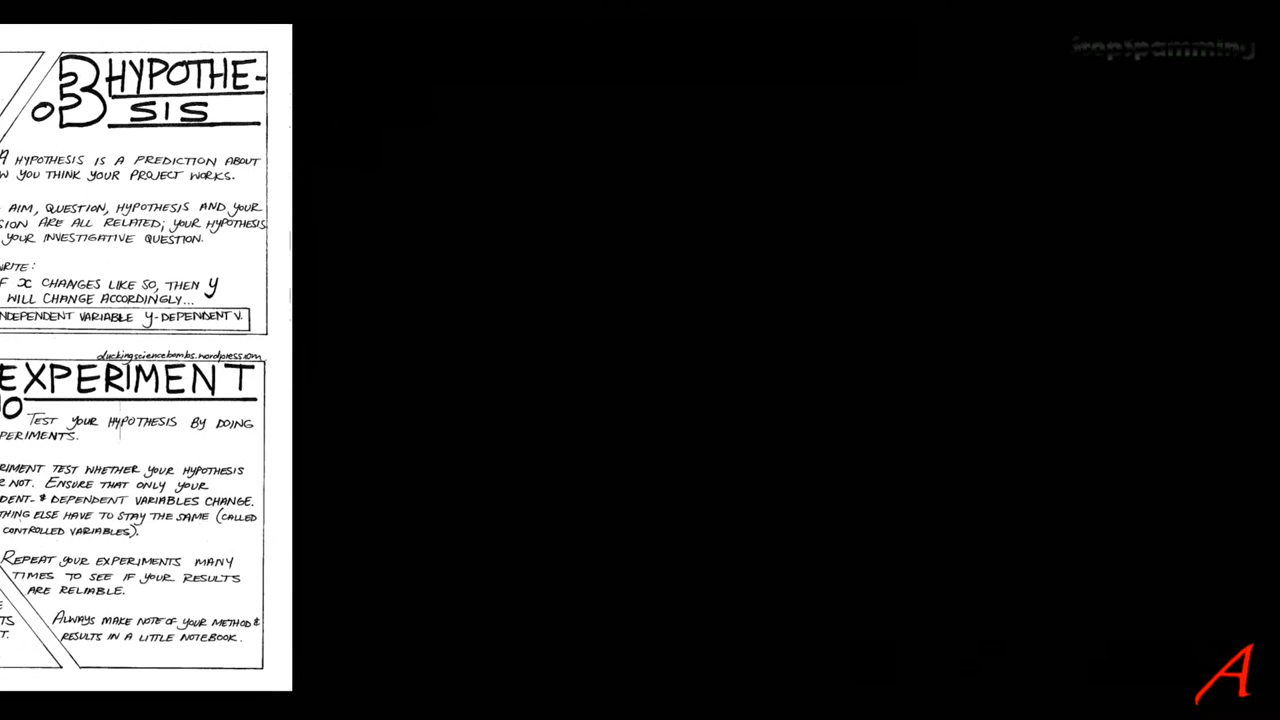 3 HYPOTHE-
SIS
A HYPOTHESIS IS A PREDICTION ABOUT
W YOU THINK YOUR PROJECT WORKS.
AIM, QUESTION, HYPOTHESIS AND YOUR
SION ARE ALL RELATED; YOUR HYPOTHESIS
YOUR INVESTIGATIVE QUESTION.
WRITE:
F x CHANGES LIKE SO, THEN y
WILL CHANGE ACCORDINGLY...
NDEPENDENT VARIABLE y-DEPENDENT V.
duckingsciencebombs.wordpress.com
EXPERIMENT
TEST YOUR HYPOTHESIS BY DOING
PERIMENTS.
RIMENT TEST WHETHER YOUR HYPOTHESIS
R NOT. ENSURE THAT ONLY YOUR
DENT- & DEPENDENT VARIABLES CHANGE.
THING ELSE HAVE TO STAY THE SAME (CALLED
CONTROLLED VARIABLES).
REPEAT YOUR EXPERIMENTS MANY
TIMES TO SEE IF YOUR RESULTS
ARE RELIABLE.
ALWAYS MAKE NOTE OF YOUR METHOD &
RESULTS IN A LITTLE NOTEBOOK.
E
TS
T.
A